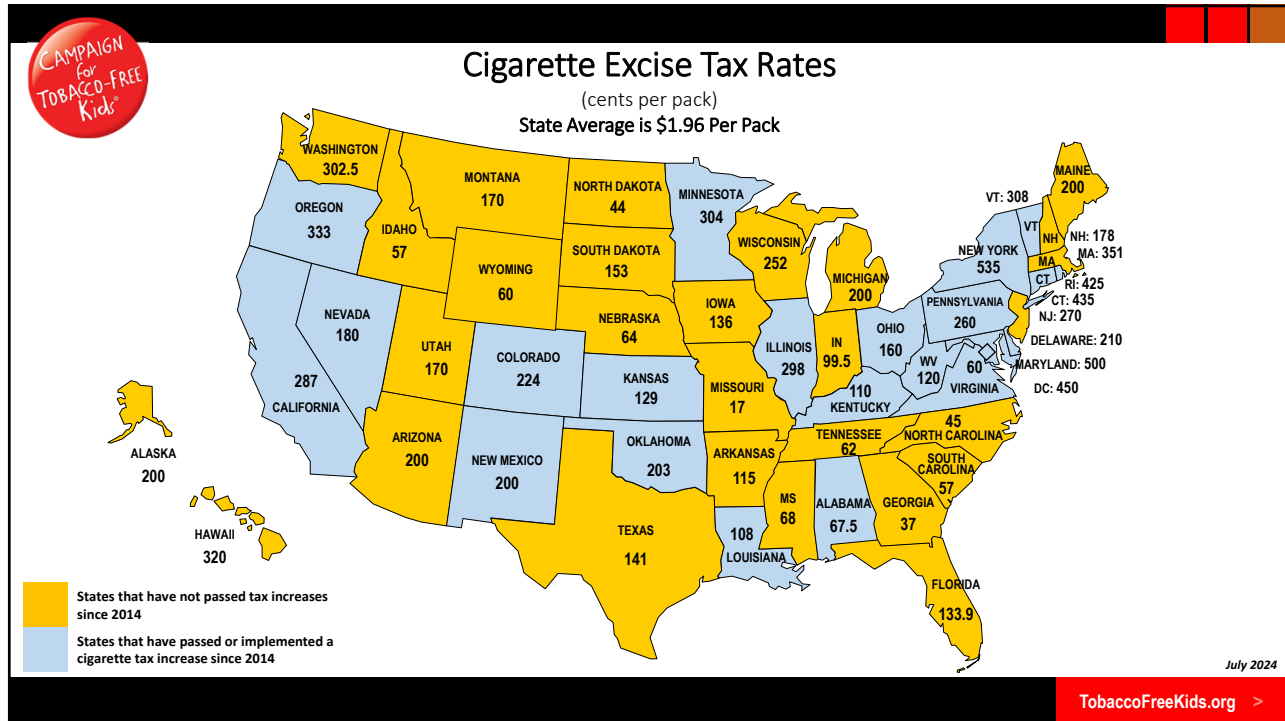 CAMPAIGN
for
TOBACCO-FREE
Kids®
Cigarette Excise Tax Rates
(cents per pack)
State Average is $1.96 Per Pack
WASHINGTON
302.5
OREGON
333
IDAHO
57
MONTANA
170
NORTH DAKOTA
44
MINNESOTA
304
SOUTH DAKOTA
153
WYOMING
60
WISCONSIN
252
MICHIGAN
200
IOWA
136
NEBRASKA
64
NEVADA
180
UTAH
170
COLORADO
224
KANSAS
129
287
CALIFORNIA
MISSOURI
17
ILLINOIS
298
IN
99.5
OHIO
160
WV
120
60
VIRGINIA
110
KENTUCKY
PENNSYLVANIA
260
NEW YORK
535
VT: 308
VT
NH
MAINE
200
NH: 178
MA
MA: 351
CT
RI: 425
CT: 435
NJ: 270
DELAWARE: 210
MARYLAND: 500
DC: 450
ARIZONA
200
NEW MEXICO
200
OKLAHOMA
203
ARKANSAS
115
TENNESSEE
62
45
NORTH CAROLINA
SOUTH
CAROLINA
57
MS
68
ALABAMA
67.5
GEORGIA
37
TEXAS
141
108
LOUISIANA
FLORIDA
133.9
ALASKA
200
HAWAII
320
States that have not passed tax increases
since 2014
States that have passed or implemented a
cigarette tax increase since 2014
July 2024
TobaccoFreeKids.org >